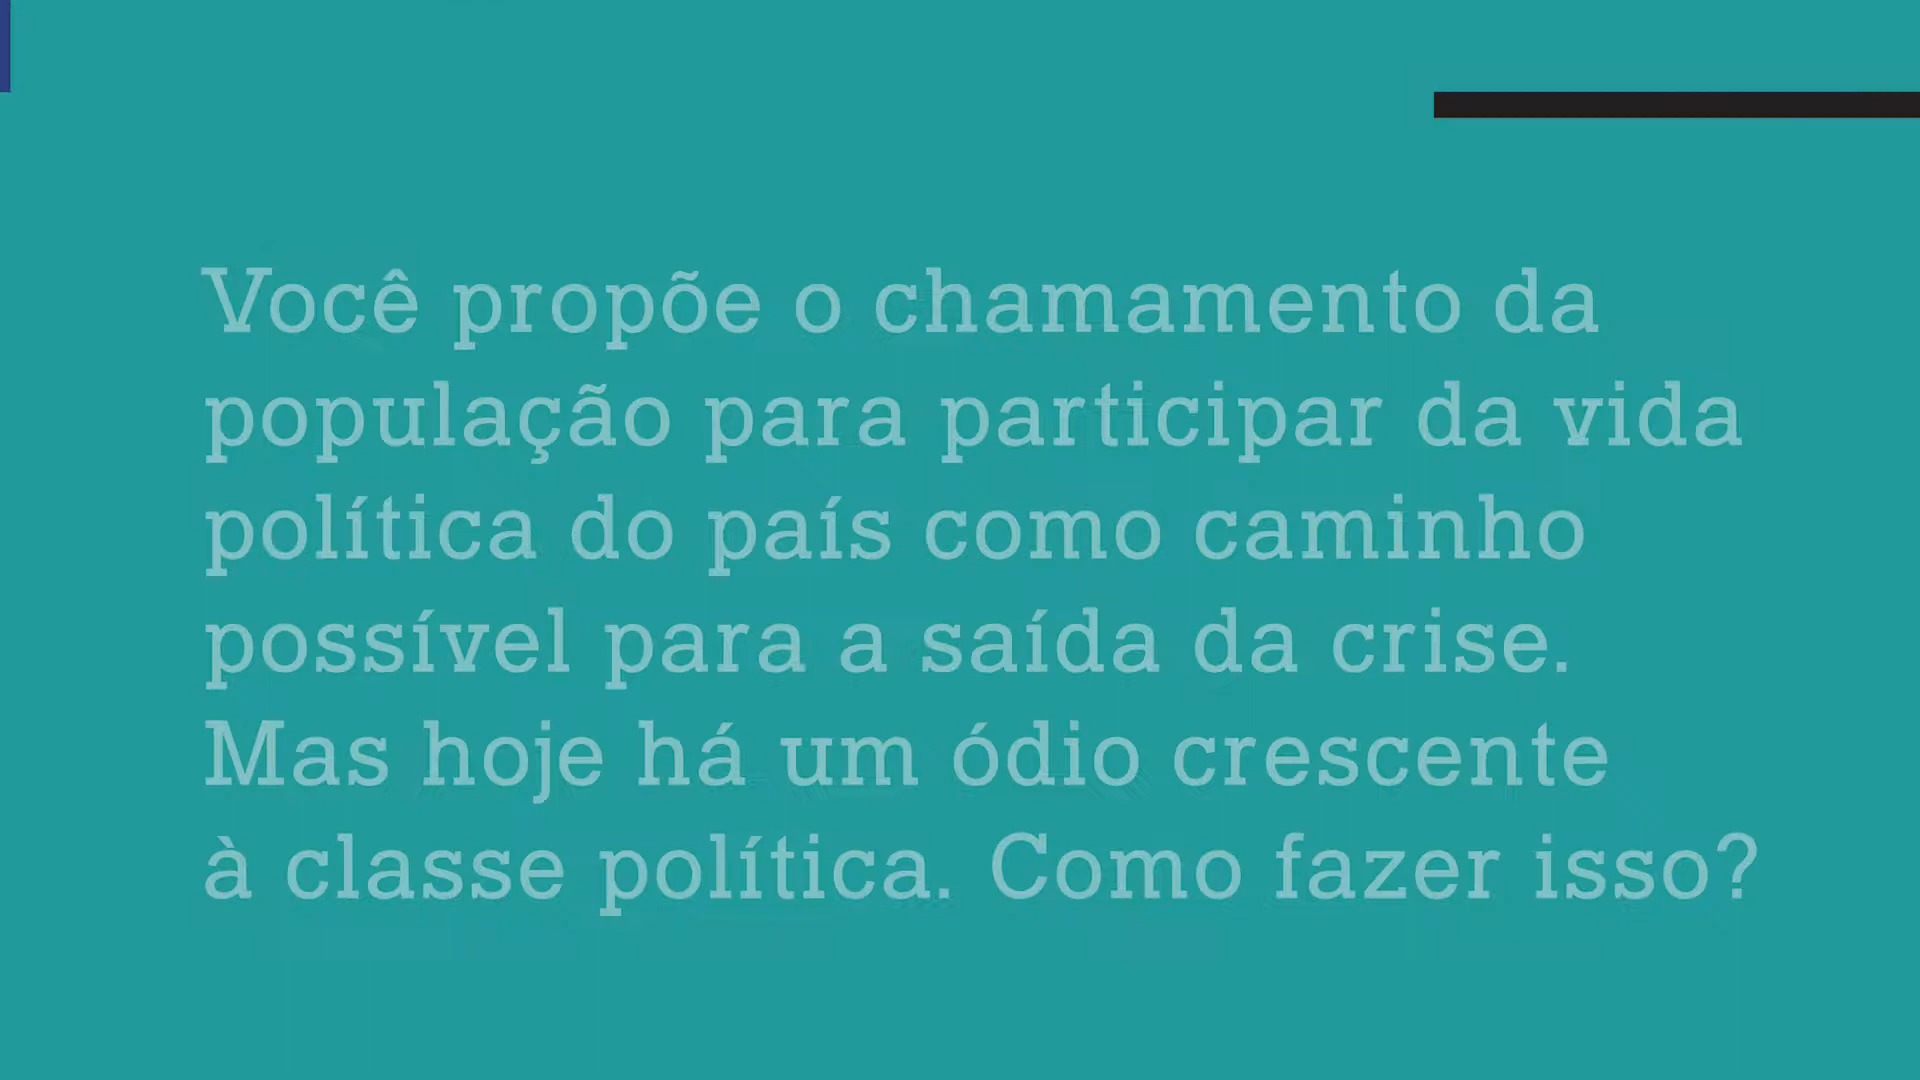 Você propõe o chamamento da
população para participar da vida
política do país como caminho
possível para a saída da crise.
Mas hoje há um ódio crescente
à classe política. Como fazer isso?